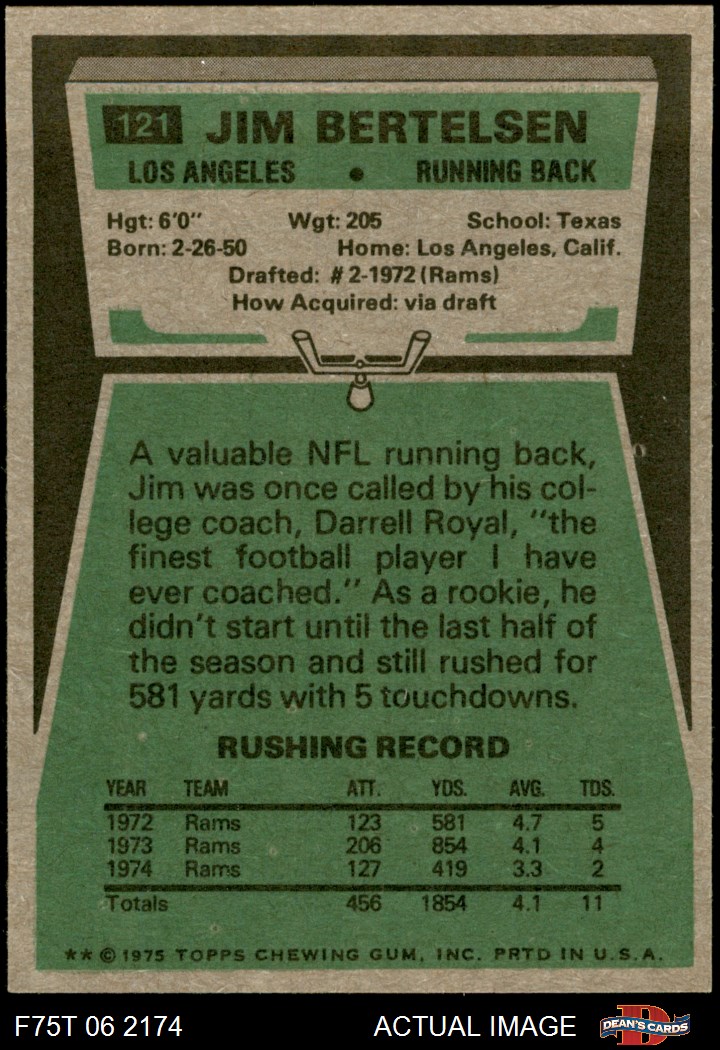 121 JIM BERTELSEN
LOS ANGELES • RUNNING BACK
Hgt: 6'0" Wgt: 205 School: Texas
Born: 2-26-50 Home: Los Angeles, Calif.
Drafted: #2-1972 (Rams)
How Acquired: via draft
A valuable NFL running back,
Jim was once called by his col-
lege coach, Darrell Royal, "the
finest football player I have
ever coached." As a rookie, he
didn't start until the last half of
the season and still rushed for
581 yards with 5 touchdowns.
RUSHING RECORD
YEAR TEAM ATT. YDS. AVG. TDS.
1972 Rams 123 581 4.7 5
1973 Rams 206 854 4.1 4
1974 Rams 127 419 3.3 2
Totals 456 1854 4.1 11
** © 1975 TOPPS CHEWING GUM, INC. PRTD IN U.S.A.
F75T 06 2174 ACTUAL IMAGE D DEAN'S CARDS